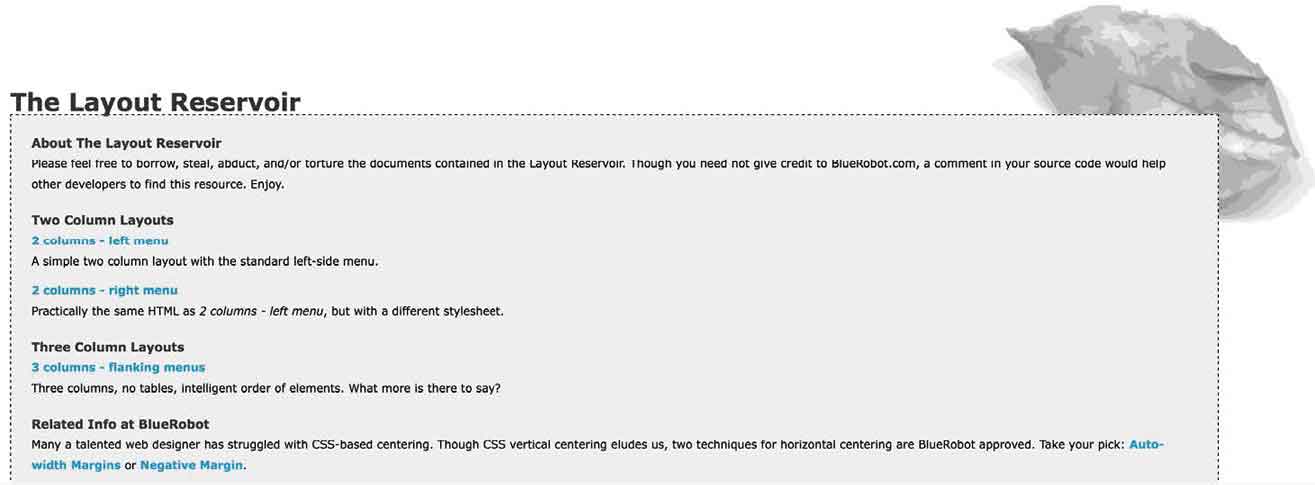 The Layout Reservoir
About The Layout Reservoir
Please feel free to borrow, steal, abduct, and/or torture the documents contained in the Layout Reservoir. Though you need not give credit to BlueRobot.com, a comment in your source code would help
other developers to find this resource. Enjoy.
Two Column Layouts
2 columns - left menu
A simple two column layout with the standard left-side menu.
2 columns - right menu
Practically the same HTML as 2 columns - left menu, but with a different stylesheet.
Three Column Layouts
3 columns - flanking menus
Three columns, no tables, intelligent order of elements. What more is there to say?
Related Info at BlueRobot
Many a talented web designer has struggled with CSS-based centering. Though CSS vertical centering eludes us, two techniques for horizontal centering are BlueRobot approved. Take your pick: Auto-
width Margins or Negative Margin.